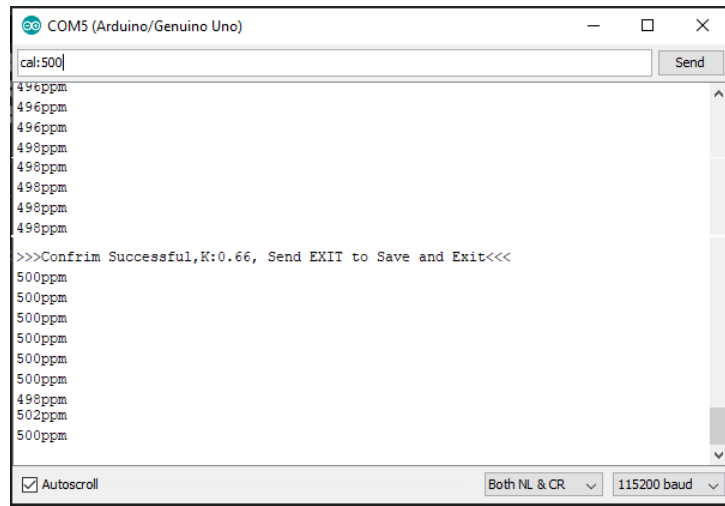 COM5 (Arduino/Genuino Uno)
cal:500
Send
496ppm
496ppm
496ppm
498ppm
498ppm
498ppm
498ppm
498ppm
>>>Confrim Successful,K:0.66, Send EXIT to Save and Exit<<<
500ppm
500ppm
500ppm
500ppm
500ppm
500ppm
498ppm
502ppm
500ppm
Autoscroll
Both NL & CR
115200 baud